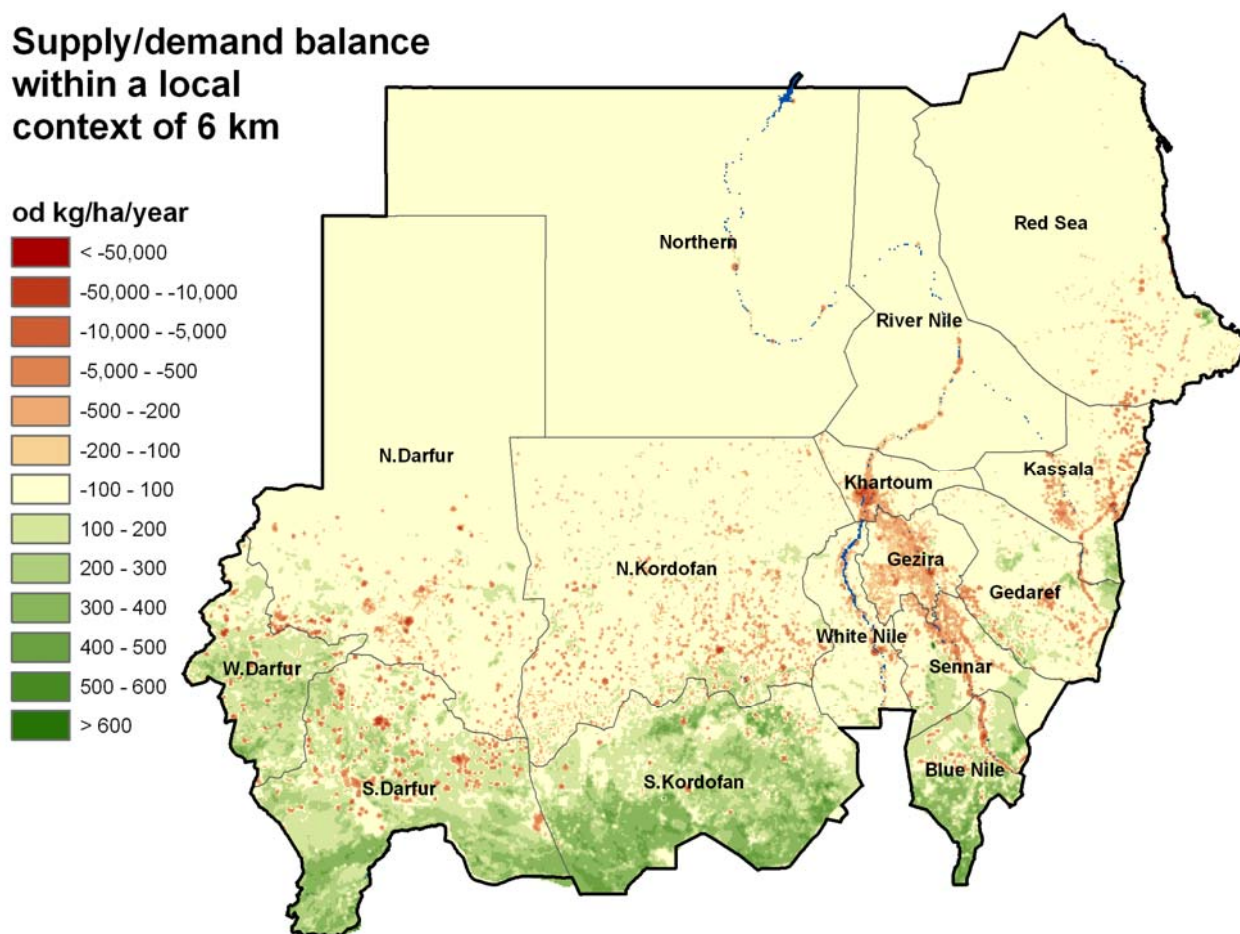 Supply/demand balance
within a local
context of 6 km
od kg/ha/year
< -50,000
-50,000 - -10,000
-10,000 - -5,000
-5,000 - -500
-500 - -200
-200 - -100
-100 - 100
100 - 200
200 - 300
300 - 400
400 - 500
500 - 600
> 600
Red Sea
Northern
River Nile
N.Darfur
Kassala
Khartoum
Gezira
N.Kordofan
Gedaref
White Nile
W.Darfur
Sennar
Blue Nile
S.Kordofan
S.Darfur